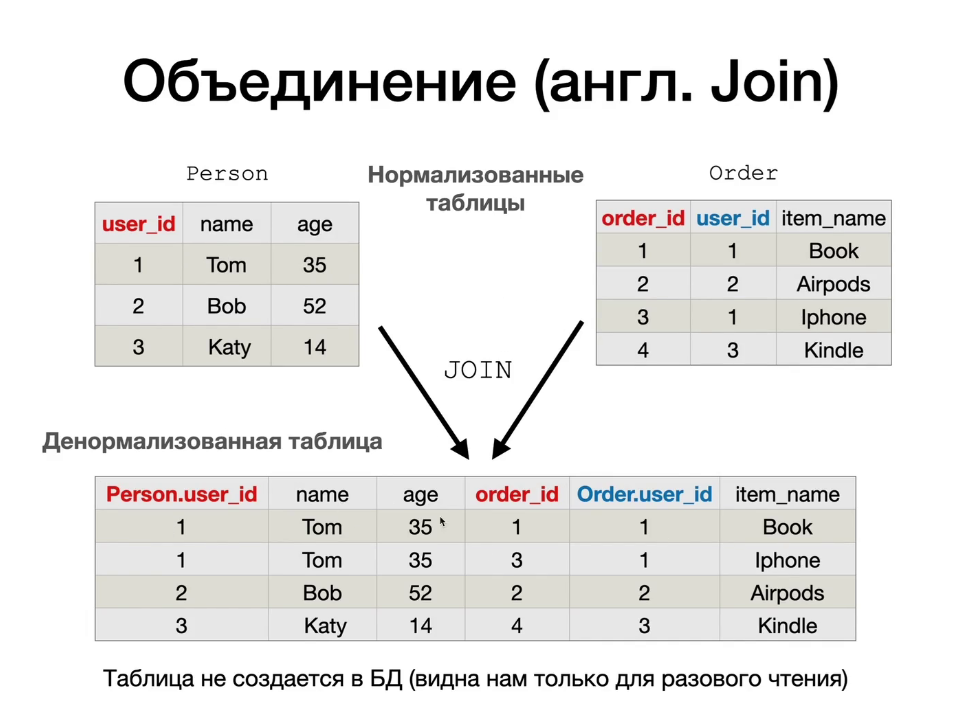 Объединение (англ. Join)
Person
Нормализованные
таблицы
Order
user_id name age
1 Tom 35
2 Bob 52
3 Katy 14
order_id user_id item_name
1 1 Book
2 2 Airpods
3 1 Iphone
4 3 Kindle
JOIN
Денормализованная таблица
Person.user_id name age order_id Order.user_id item_name
1 Tom 35 1 1 Book
1 Tom 35 3 1 Iphone
2 Bob 52 2 2 Airpods
3 Katy 14 4 3 Kindle
Таблица не создается в БД (видна нам только для разового чтения)